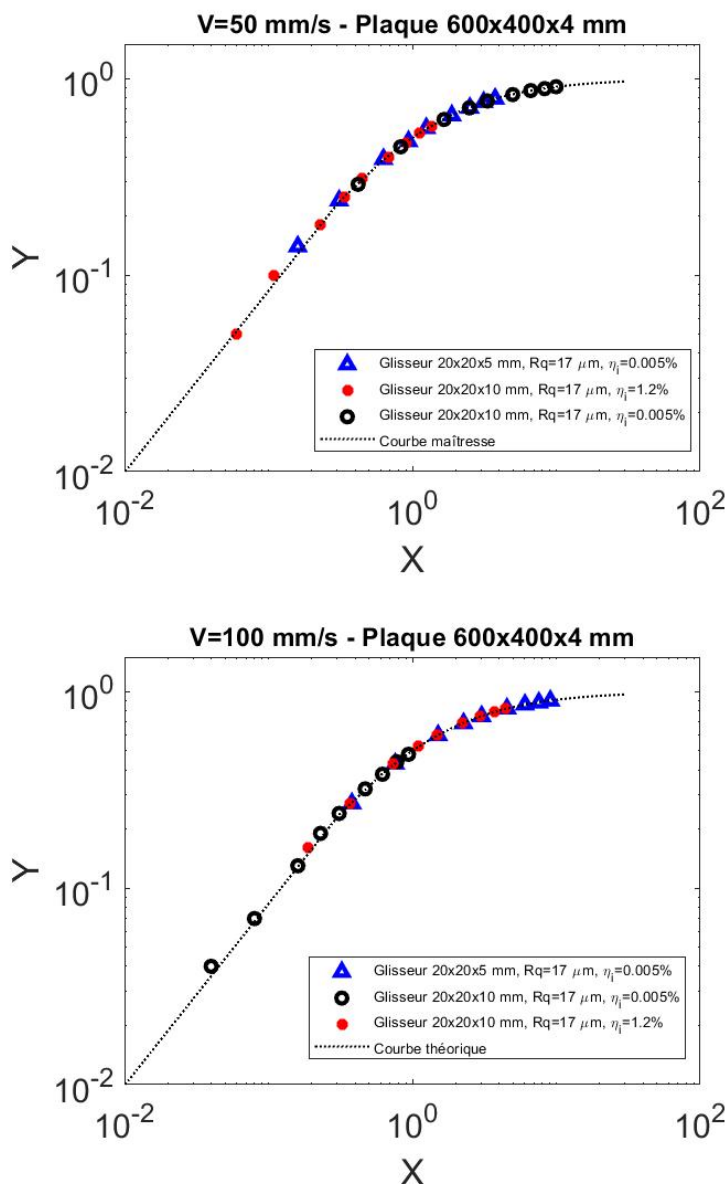 V=50 mm/s - Plaque 600x400x4 mm
10^0
10^-1
10^-2
Y
Glisseur 20x20x5 mm, Rq=17 μm, η_i=0.005%
Glisseur 20x20x10 mm, Rq=17 μm, η_i=1.2%
Glisseur 20x20x10 mm, Rq=17 μm, η_i=0.005%
Courbe maîtresse
10^-2 10^0 10^2
X
V=100 mm/s - Plaque 600x400x4 mm
10^0
10^-1
10^-2
Y
Glisseur 20x20x5 mm, Rq=17 μm, η_i=0.005%
Glisseur 20x20x10 mm, Rq=17 μm, η_i=0.005%
Glisseur 20x20x10 mm, Rq=17 μm, η_i=1.2%
Courbe théorique
10^-2 10^0 10^2
X